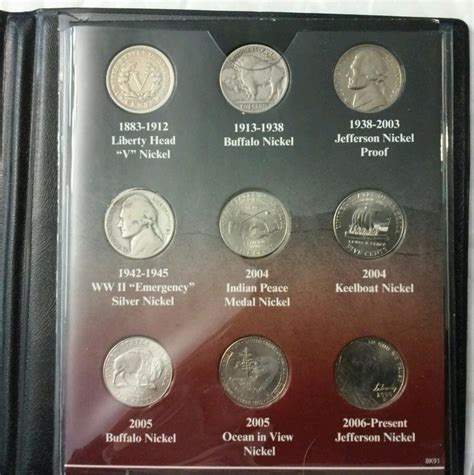 1883-1912
Liberty Head
“V” Nickel
1913-1938
Buffalo Nickel
1938-2003
Jefferson Nickel
Proof
1942-1945
WW II “Emergency”
Silver Nickel
2004
Indian Peace
Medal Nickel
2004
Keelboat Nickel
2005
Buffalo Nickel
2005
Ocean in View
Nickel
Liberty
2006-Present
Jefferson Nickel
BK91